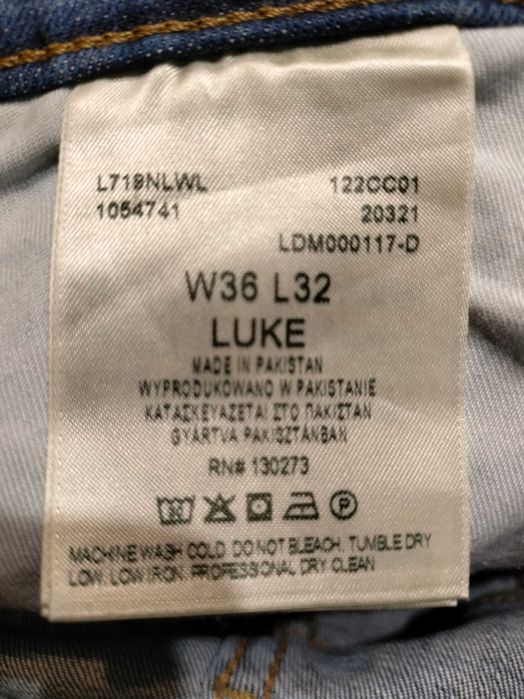 L719NLWL 122CC01
1054741 20321
LDM000117-D
W36 L32
LUKE
MADE IN PAKISTAN
WYPRODUKOWANO W PAKISTANIE
ΚΑΤΑΣΚΕΥΑΖΕΤΑΙ ΣΤΟ ΠΑΚΙΣΤΑΝ
GYÁRTVA PAKISZTÁNBAN
RN# 130273
P
MACHINE WASH COLD. DO NOT BLEACH. TUMBLE DRY
LOW. LOW IRON. PROFESSIONAL DRY CLEAN